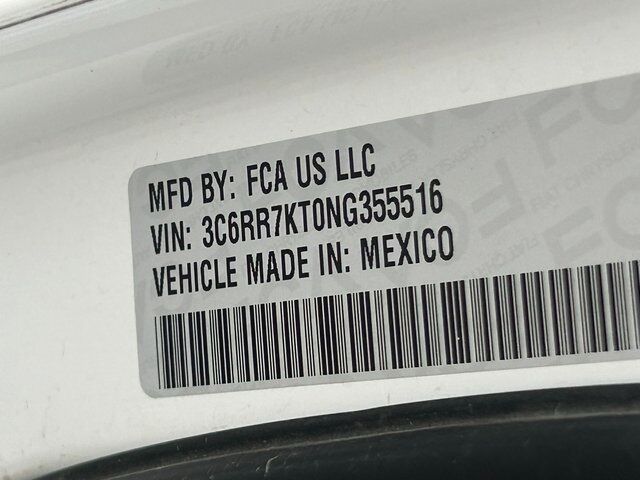 MFD BY: FCA US LLC
VIN: 3C6RR7KT0NG355516
VEHICLE MADE IN: MEXICO